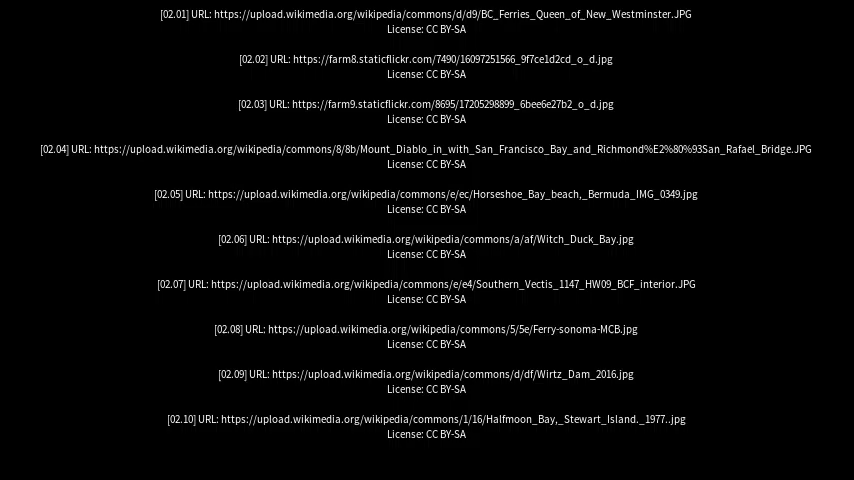 [02.01] URL: https://upload.wikimedia.org/wikipedia/commons/d/d9/BC_Ferries_Queen_of_New_Westminster.JPG
License: CC BY-SA
[02.02] URL: https://farm8.staticflickr.com/7490/16097251566_9f7ce1d2cd_o_d.jpg
License: CC BY-SA
[02.03] URL: https://farm9.staticflickr.com/8695/17205298899_6bee6e27b2_o_d.jpg
License: CC BY-SA
[02.04] URL: https://upload.wikimedia.org/wikipedia/commons/8/8b/Mount_Diablo_in_with_San_Francisco_Bay_and_Richmond%E2%80%93San_Rafael_Bridge.JPG
License: CC BY-SA
[02.05] URL: https://upload.wikimedia.org/wikipedia/commons/e/ec/Horseshoe_Bay_beach,_Bermuda_IMG_0349.jpg
License: CC BY-SA
[02.06] URL: https://upload.wikimedia.org/wikipedia/commons/a/af/Witch_Duck_Bay.jpg
License: CC BY-SA
[02.07] URL: https://upload.wikimedia.org/wikipedia/commons/e/e4/Southern_Vectis_1147_HW09_BCF_interior.JPG
License: CC BY-SA
[02.08] URL: https://upload.wikimedia.org/wikipedia/commons/5/5e/Ferry-sonoma-MCB.jpg
License: CC BY-SA
[02.09] URL: https://upload.wikimedia.org/wikipedia/commons/d/df/Wirtz_Dam_2016.jpg
License: CC BY-SA
[02.10] URL: https://upload.wikimedia.org/wikipedia/commons/1/16/Halfmoon_Bay,_Stewart_Island._1977..jpg
License: CC BY-SA